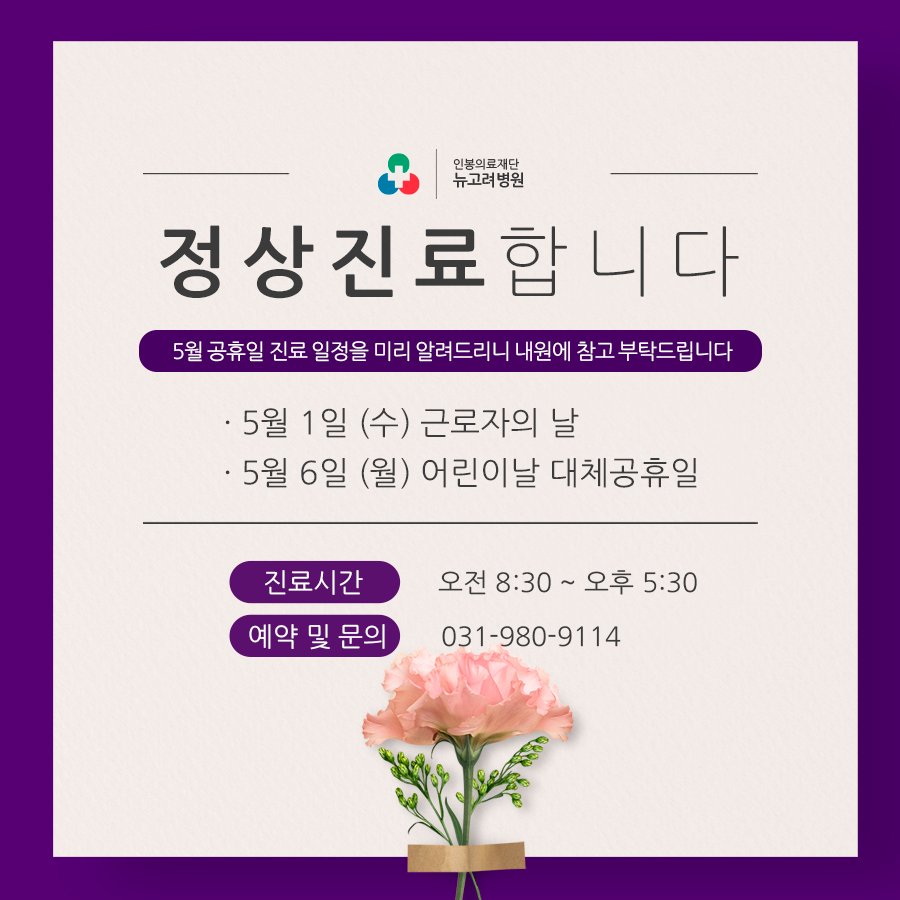 인봉의료재단
뉴고려병원
정상진료합니다
5월 공휴일 진료 일정을 미리 알려드리니 내원에 참고 부탁드립니다
· 5월 1일 (수) 근로자의 날
· 5월 6일 (월) 어린이날 대체공휴일
진료시간 오전 8:30 ~ 오후 5:30
예약 및 문의 031-980-9114